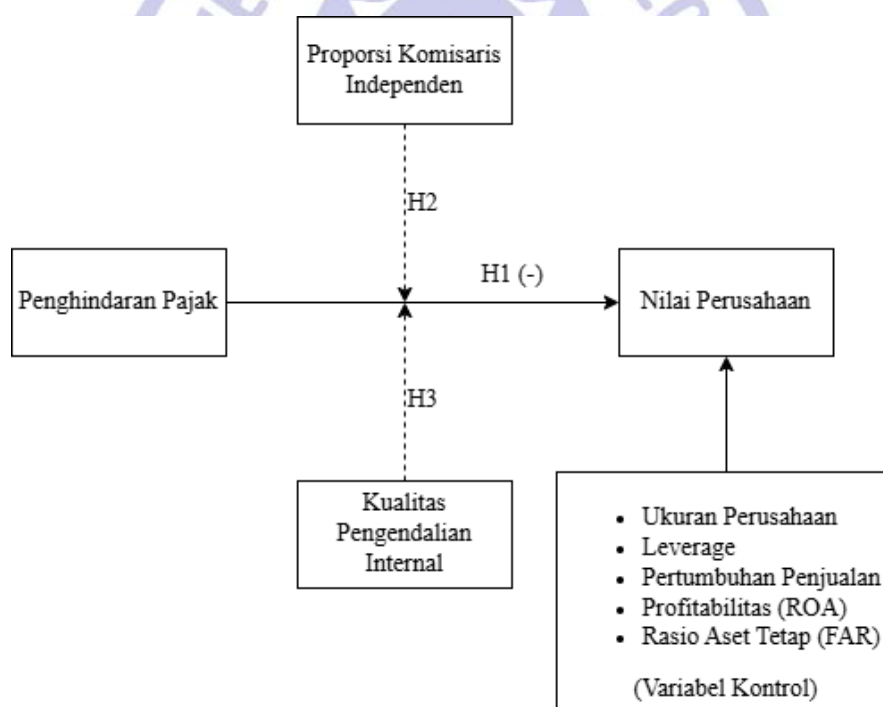 Proporsi Komisaris
Independen
H2
H1 (-)
Penghindaran Pajak
Nilai Perusahaan
H3
Kualitas
Pengendalian
Internal
• Ukuran Perusahaan
• Leverage
• Pertumbuhan Penjualan
• Profitabilitas (ROA)
• Rasio Aset Tetap (FAR)
(Variabel Kontrol)